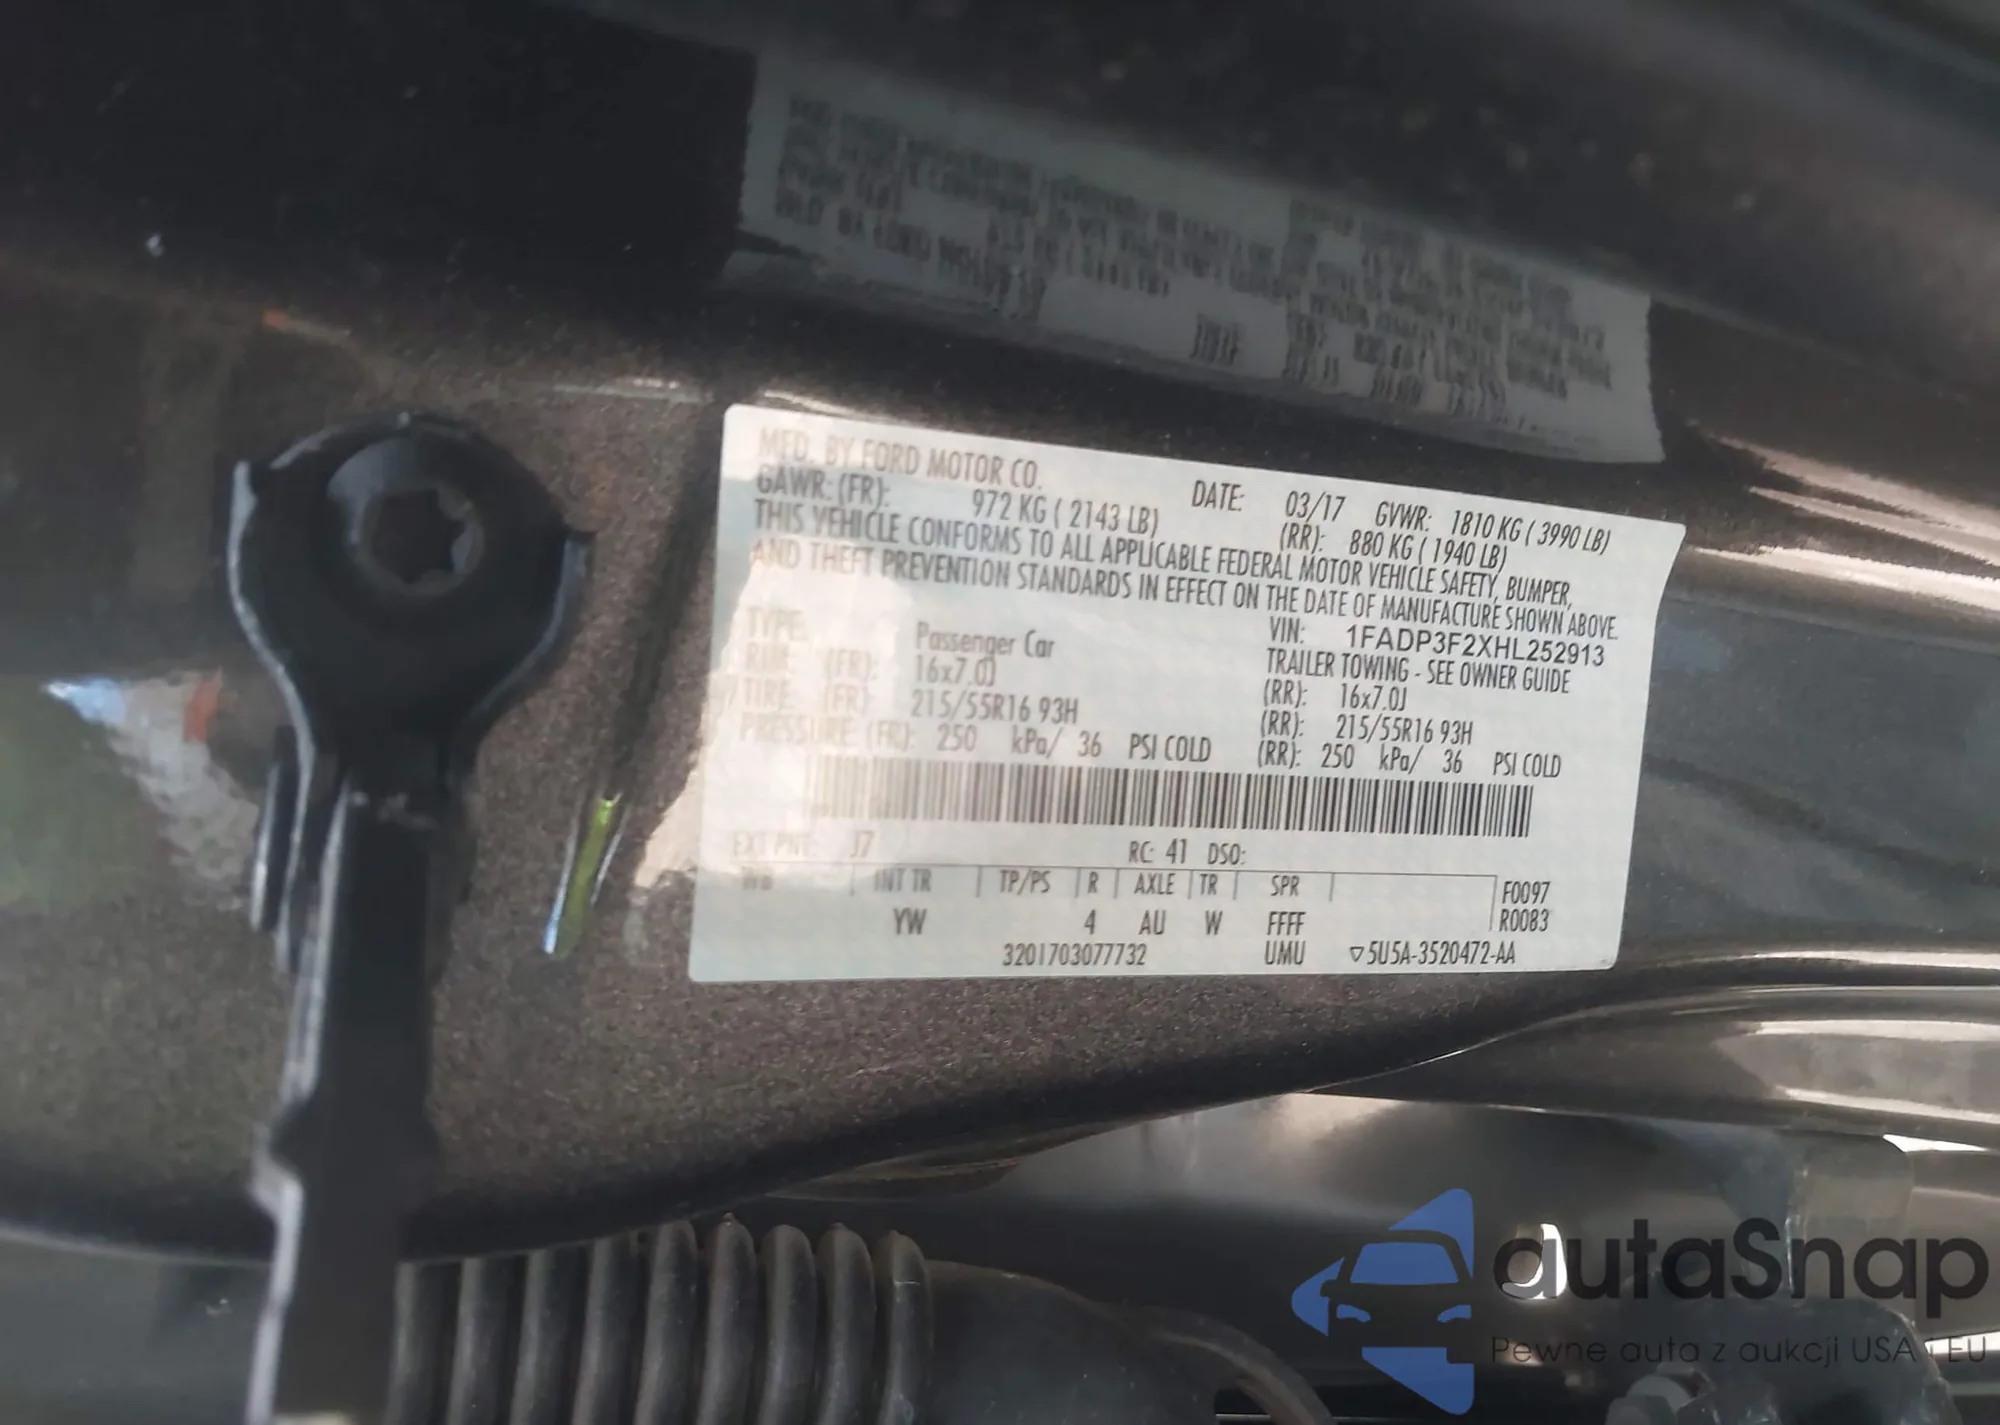 MFD. BY FORD MOTOR CO.
DATE: 03/17 GVWR: 1810 KG ( 3990 LB)
GAWR: (FR): 972 KG ( 2143 LB) (RR): 880 KG ( 1940 LB)
THIS VEHICLE CONFORMS TO ALL APPLICABLE FEDERAL MOTOR VEHICLE SAFETY, BUMPER,
AND THEFT PREVENTION STANDARDS IN EFFECT ON THE DATE OF MANUFACTURE SHOWN ABOVE.
VIN: 1FADP3F2XHL252913
TYPE: Passenger Car TRAILER TOWING - SEE OWNER GUIDE
RIM: (FR): 16x7.0J (RR): 16x7.0J
TIRE: (FR): 215/55R16 93H (RR): 215/55R16 93H
PRESSURE: (FR): 250 kPa/ 36 PSI COLD (RR): 250 kPa/ 36 PSI COLD
EXT PNT: J7 RC: 41 DSO:
WB INT TR TP/PS R AXLE TR SPR F0097
YW 4 AU W FFFF R0083
3201703077732 UMU ▽5U5A-3520472-AA
autaSnap
Pewne auta z aukcji USA i EU